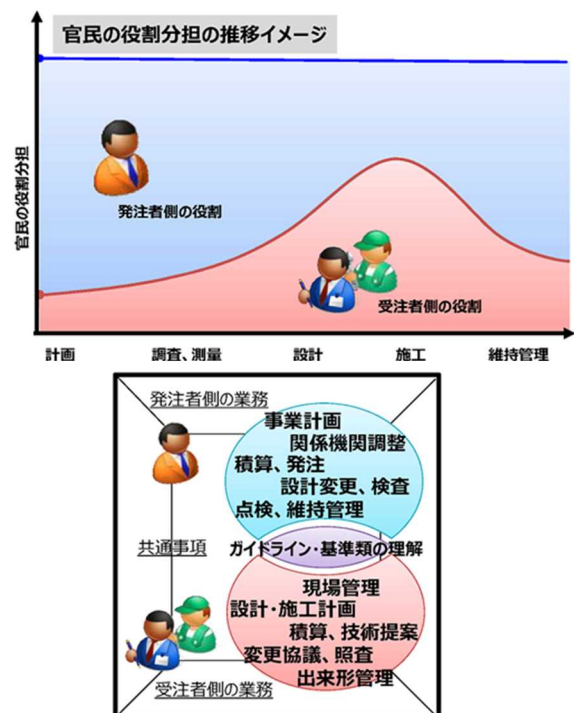 官民の役割分担の推移イメージ
官民の役割分担
発注者側の役割
受注者側の役割
計画
調査、測量
設計
施工
維持管理
発注者側の業務
事業計画
関係機関調整
積算、発注
設計変更、検査
点検、維持管理
共通事項
ガイドライン・基準類の理解
現場管理
設計・施工計画
積算、技術提案
変更協議、照査
出来形管理
受注者側の業務